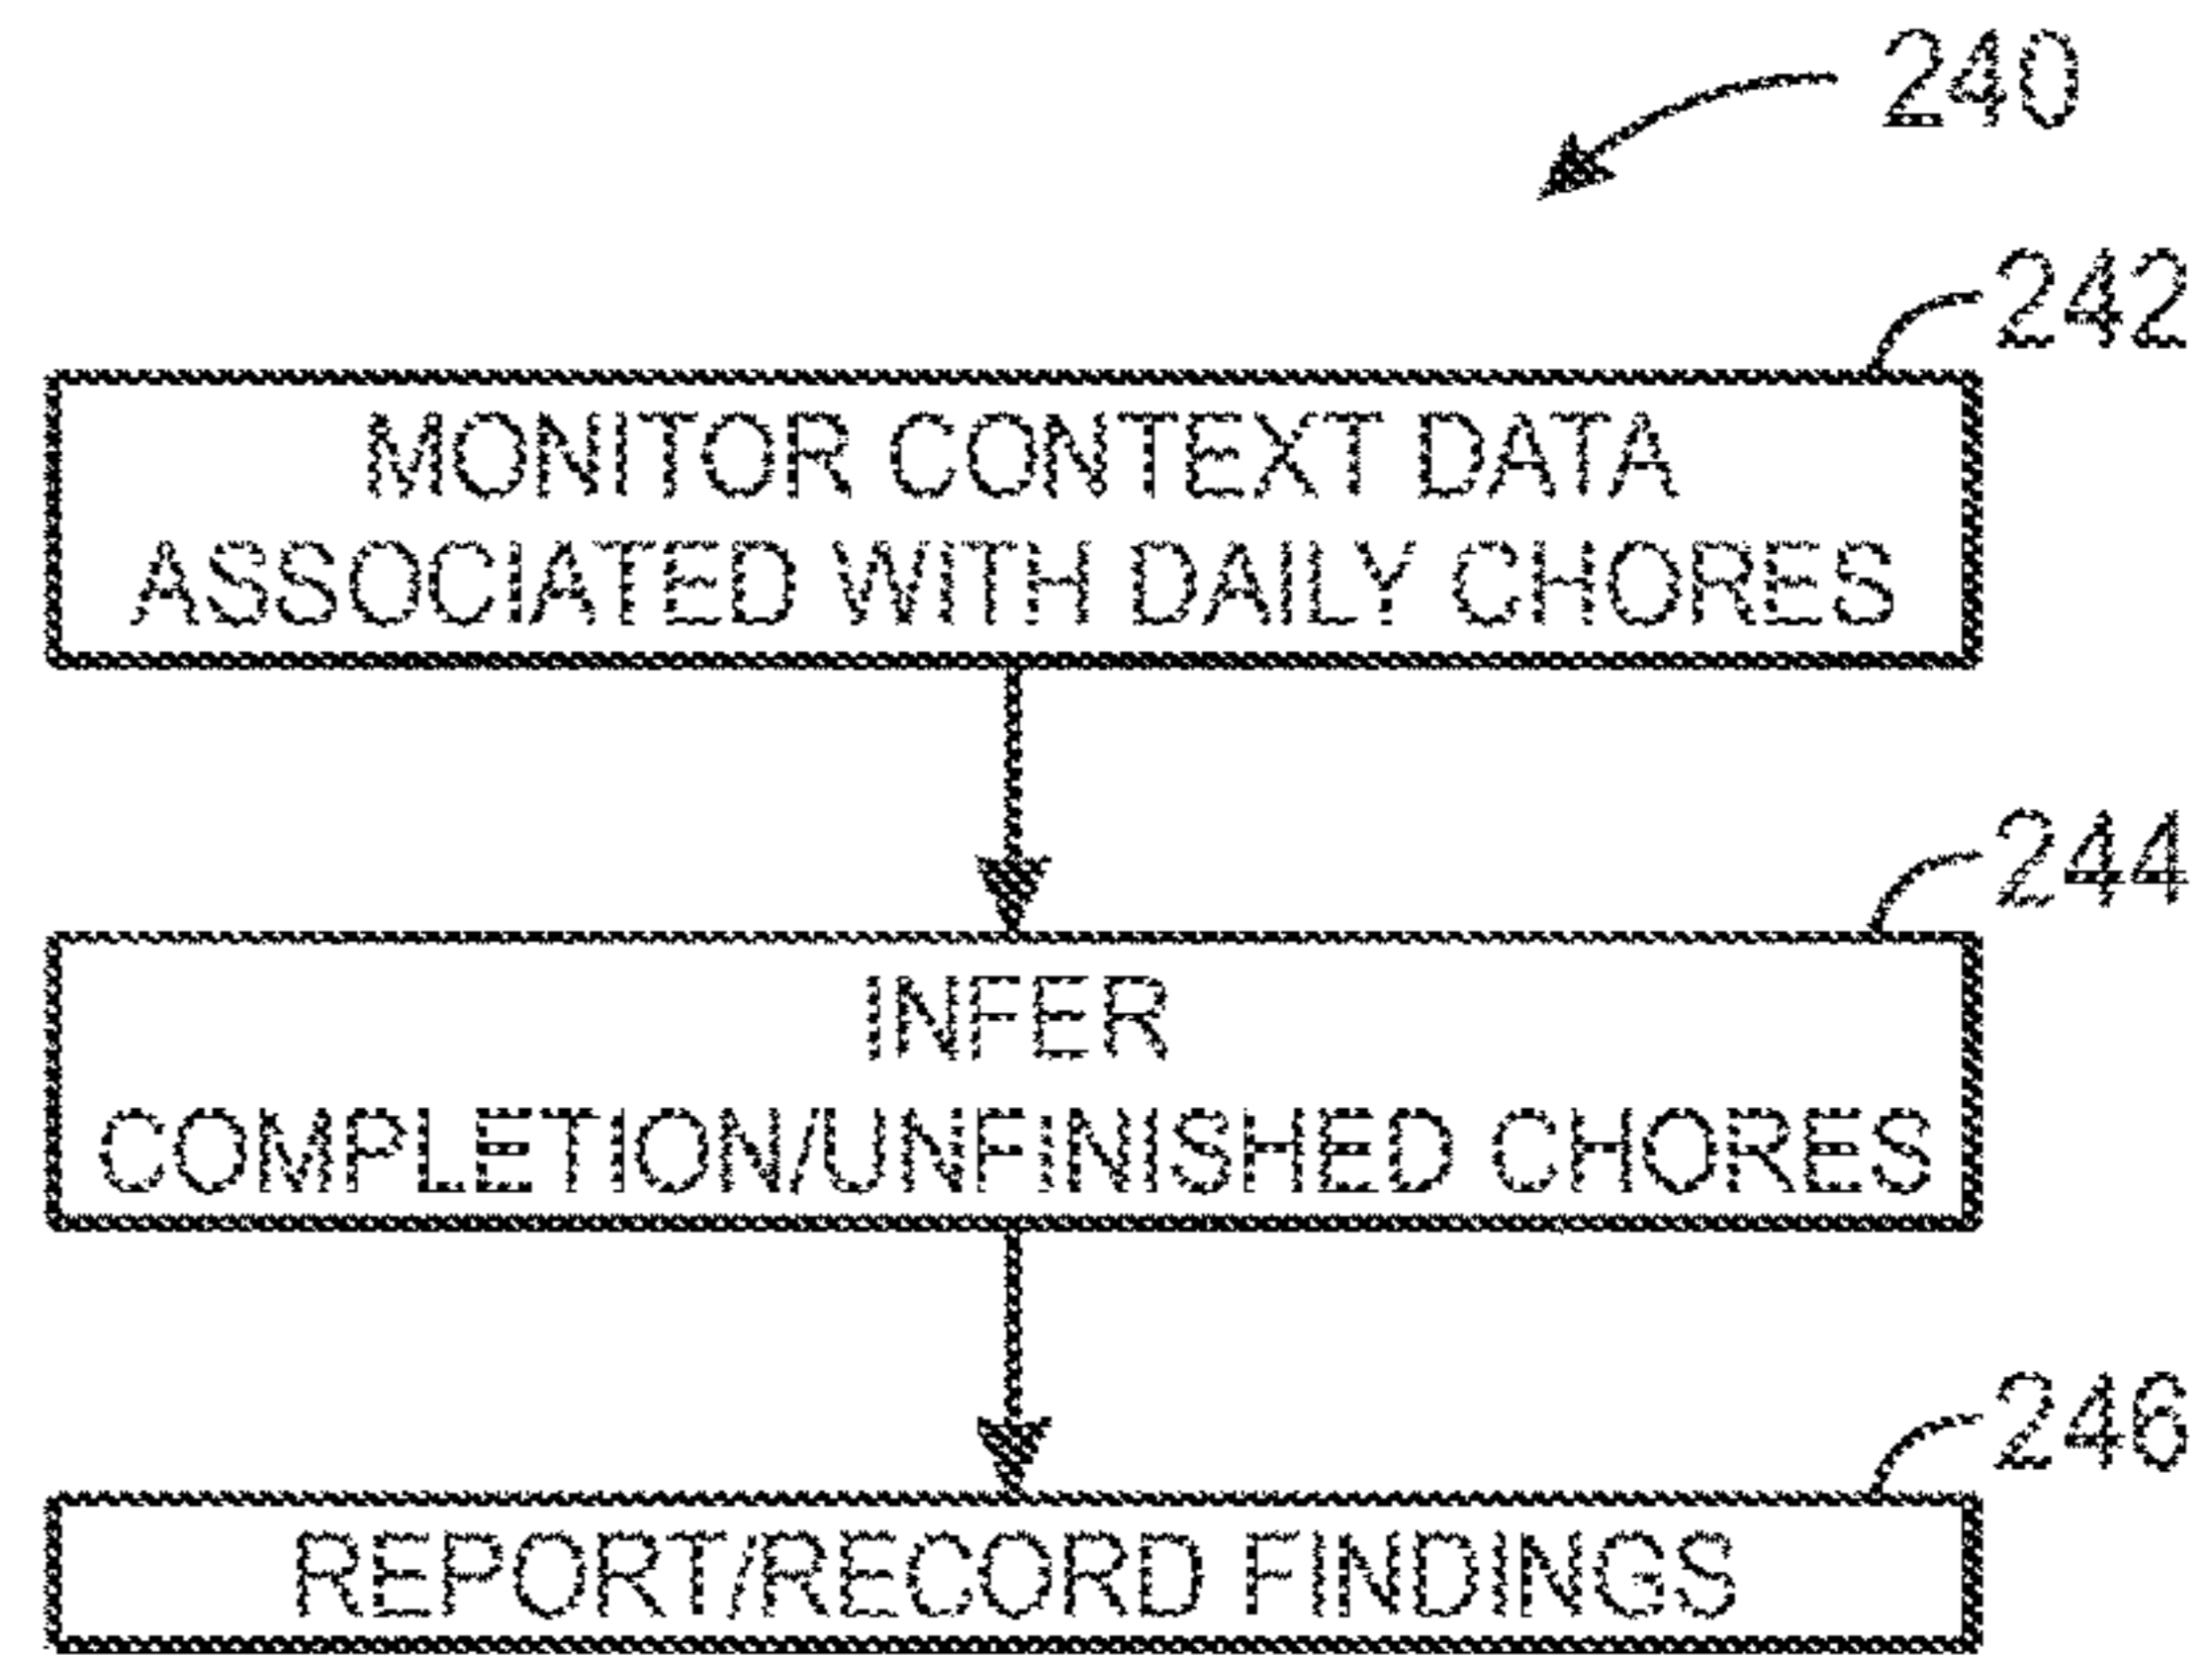 240
242
MONITOR CONTEXT DATA
ASSOCIATED WITH DAILY CHORES
244
INFER
COMPLETION/UNFINISHED CHORES
246
REPORT/RECORD FINDINGS